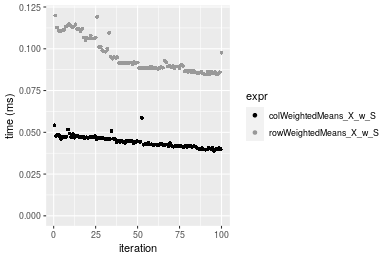 0.125
0.100
0.075
0.050
0.025
0.000
time (ms)
0 25 50 75 100
iteration
expr
colWeightedMeans_X_w_S
rowWeightedMeans_X_w_S